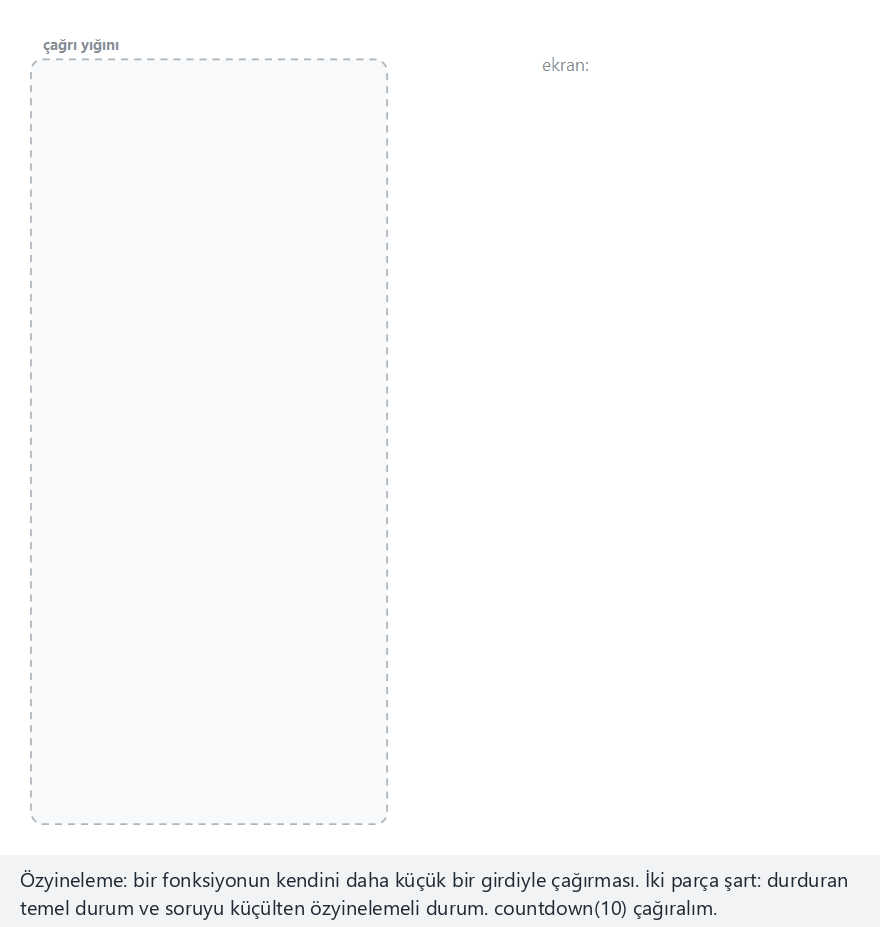 çağrı yığını
ekran:
Özyineleme: bir fonksiyonun kendini daha küçük bir girdiyle çağırması. İki parça şart: durduran
temel durum ve soruyu küçülten özyinelemeli durum. countdown(10) çağıralım.